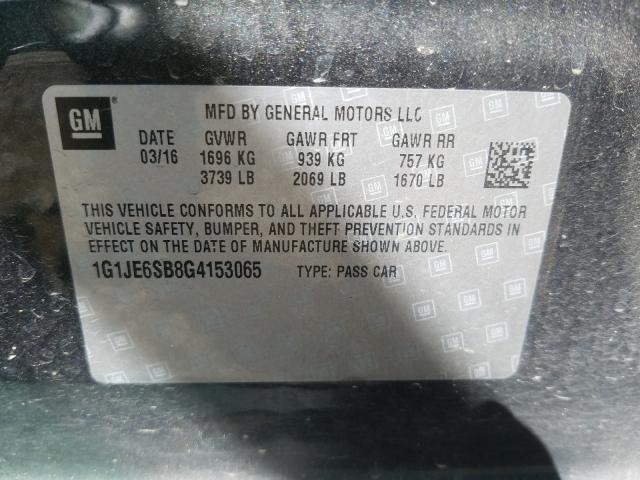 GM
MFD BY GENERAL MOTORS LLC
DATE GVWR GAWR FRT GAWR RR
03/16 1696 KG 939 KG 757 KG
3739 LB 2069 LB 1670 LB
THIS VEHICLE CONFORMS TO ALL APPLICABLE U.S. FEDERAL MOTOR
VEHICLE SAFETY, BUMPER, AND THEFT PREVENTION STANDARDS IN
EFFECT ON THE DATE OF MANUFACTURE SHOWN ABOVE.
1G1JE6SB8G4153065 TYPE: PASS CAR